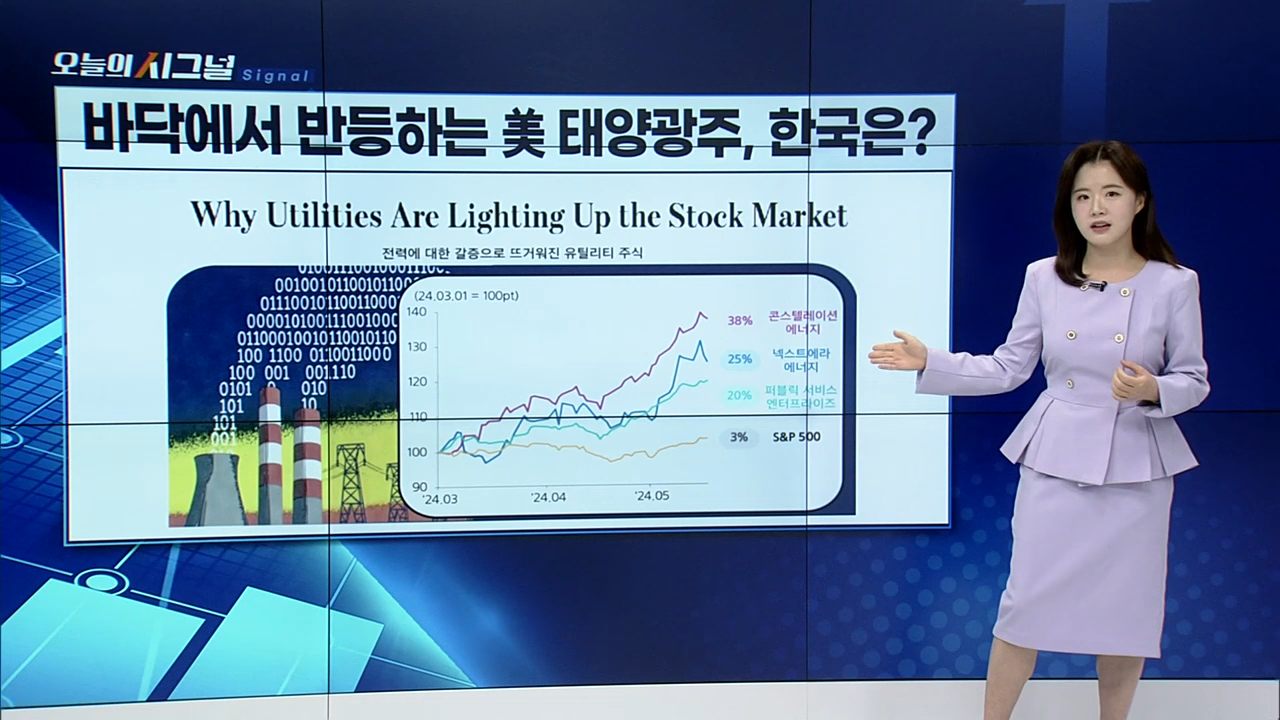 오늘의 시그널 Signal
바닥에서 반등하는 美 태양광주, 한국은?
Why Utilities Are Lighting Up the Stock Market
전력에 대한 갈증으로 뜨거워진 유틸리티 주식
(24.03.01 = 100pt)
140
130
120
110
100
90
'24.03
'24.04
'24.05
38% 콘스텔레이션
에너지
25% 넥스트에라
에너지
20% 퍼블릭 서비스
엔터프라이즈
3% S&P 500